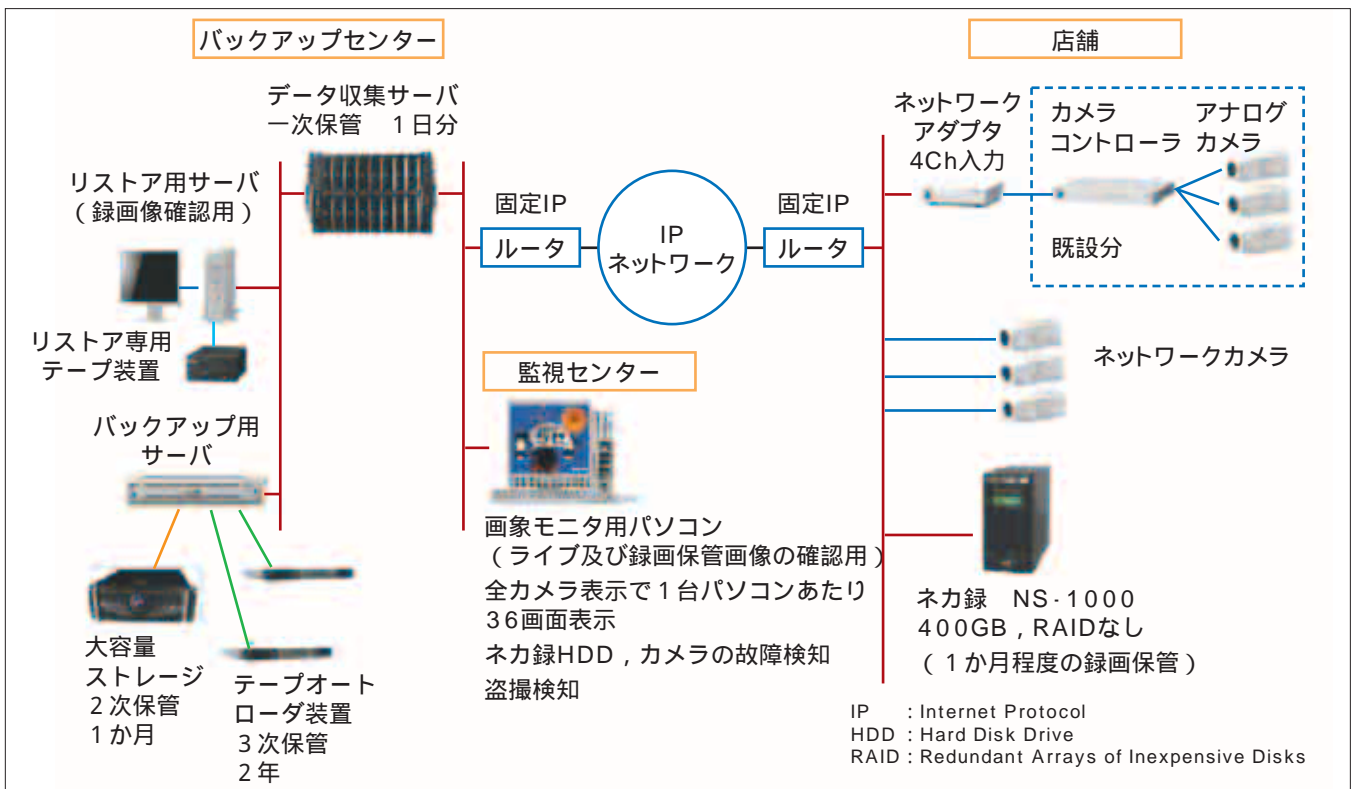 バックアップセンター
データ収集サーバ
一次保管　１日分
リストア用サーバ
（録画像確認用）
リストア専用
テープ装置
バックアップ用
サーバ
大容量
ストレージ
２次保管
１か月
テープオート
ローダ装置
３次保管
２年
固定IP
ルータ
IP
ネットワーク
固定IP
ルータ
監視センター
画象モニタ用パソコン
（ライブ及び録画保管画像の確認用）
全カメラ表示で１台パソコンあたり
36画面表示
ネカ録HDD，カメラの故障検知
盗撮検知
店舗
ネットワーク
アダプタ
4Ch入力
カメラ
コントローラ
アナログ
カメラ
既設分
ネットワークカメラ
ネカ録　NS‐1000
400GB，RAIDなし
（１か月程度の録画保管）
IP : Internet Protocol
HDD : Hard Disk Drive
RAID : Redundant Arrays of Inexpensive Disks